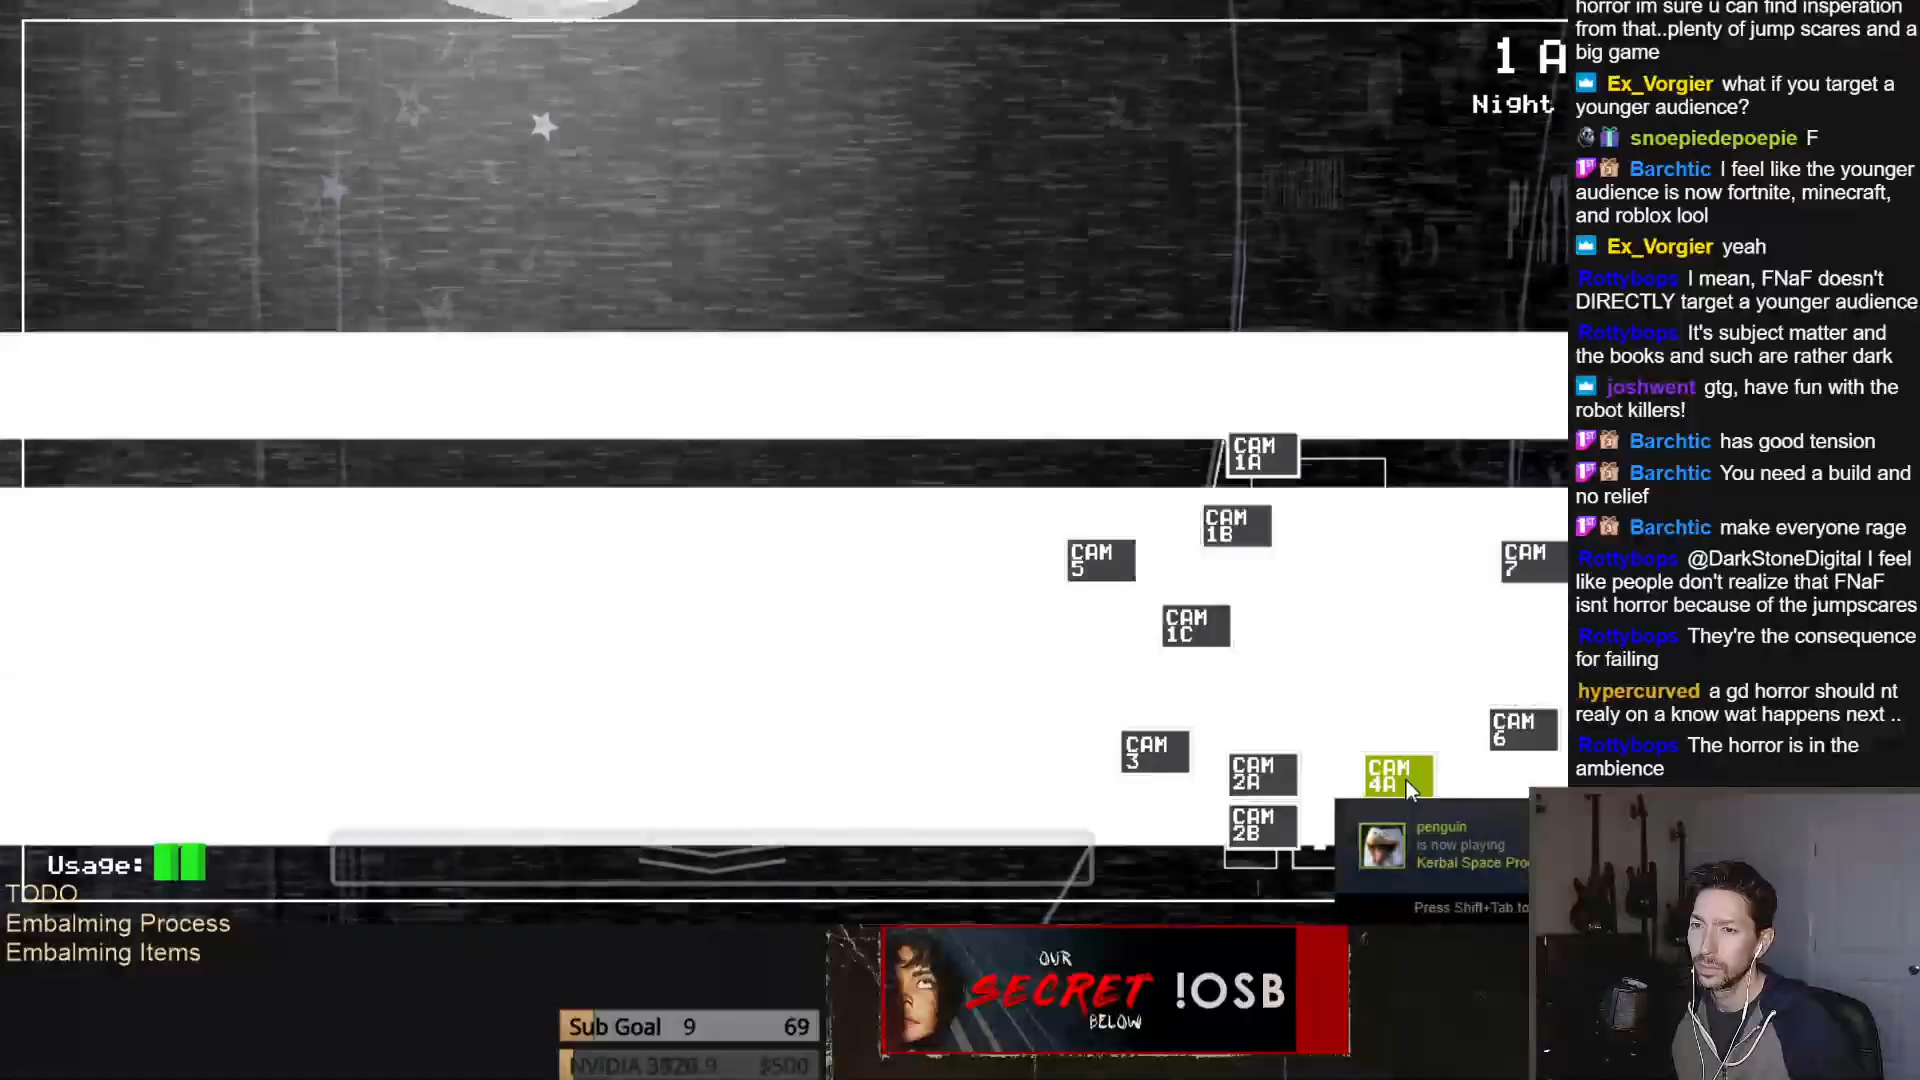 1 A
Night
CAM
1A
CAM
1B
CAM
5
CAM
7
CAM
1C
CAM
3
CAM
6
CAM
2A
CAM
4A
CAM
2B
Usage:
penguin
is now playing
Kerbal Space Pro
Press Shift+Tab to
TODO
Embalming Process
Embalming Items
Sub Goal 9 69
$500
OUR
SECRET
BELOW
!OSB
horror im sure u can find insperation
from that..plenty of jump scares and a
big game
Ex_Vorgier what if you target a
younger audience?
snoepiedepoepie F
Barchtic I feel like the younger
audience is now fortnite, minecraft,
and roblox lool
Ex_Vorgier yeah
Rottybops I mean, FNaF doesn't
DIRECTLY target a younger audience
Rottybops It's subject matter and
the books and such are rather dark
joshwent gtg, have fun with the
robot killers!
Barchtic has good tension
Barchtic You need a build and
no relief
Barchtic make everyone rage
Rottybops @DarkStoneDigital I feel
like people don't realize that FNaF
isnt horror because of the jumpscares
Rottybops They're the consequence
for failing
hypercurved a gd horror should nt
realy on a know wat happens next ..
Rottybops The horror is in the
ambience